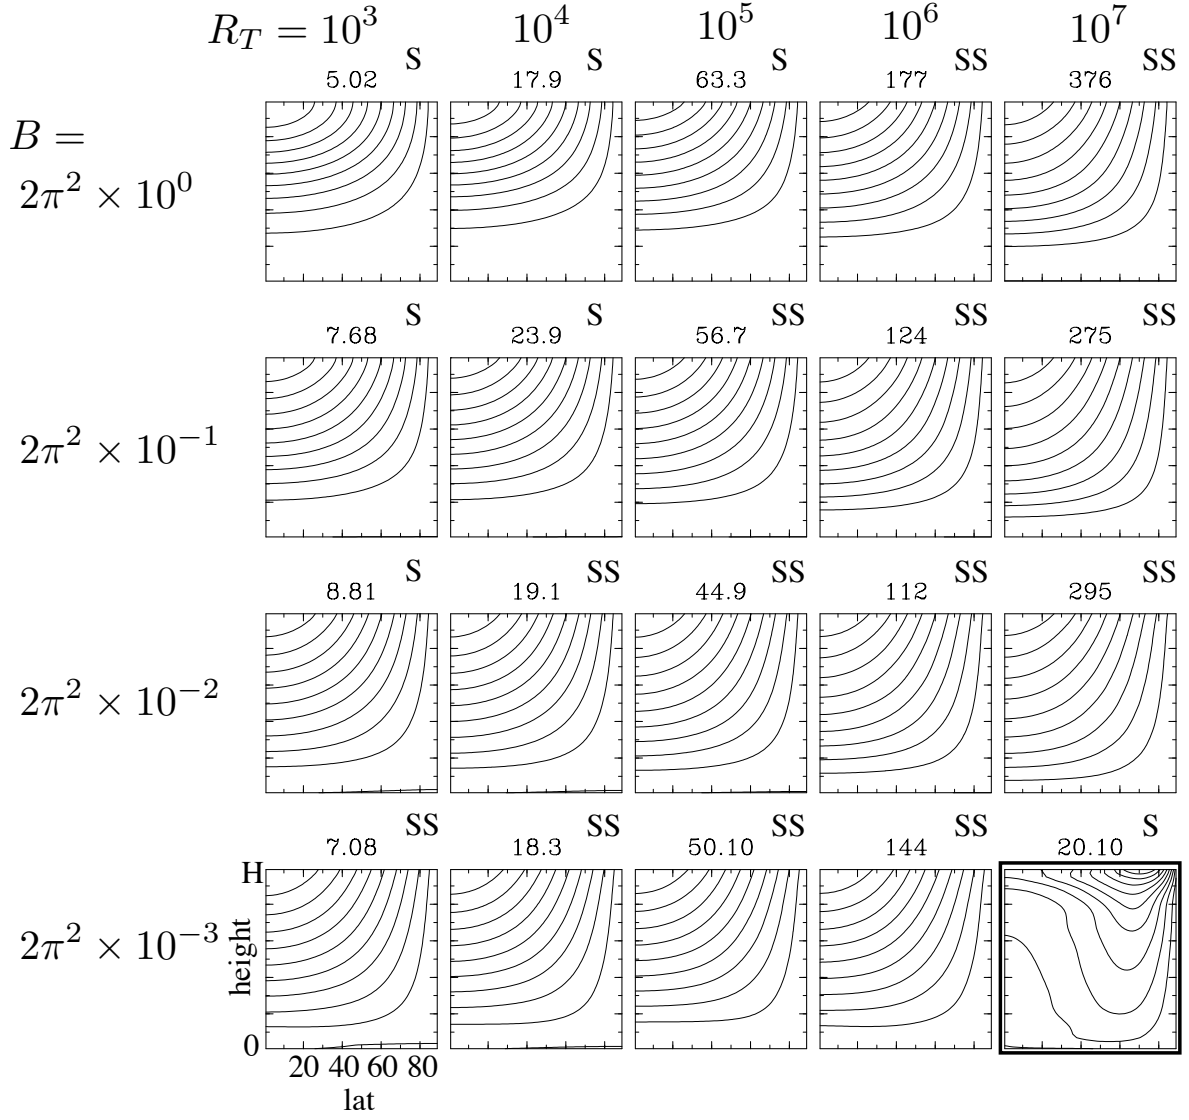 R_T = 10^3 10^4 10^5 10^6 10^7
S S S SS SS
5.02 17.9 63.3 177 376
B =
2π^2 × 10^0
S S SS SS SS
7.68 23.9 56.7 124 275
2π^2 × 10^{-1}
S SS SS SS SS
8.81 19.1 44.9 112 295
2π^2 × 10^{-2}
SS SS SS SS S
7.08 18.3 50.10 144 20.10
H
2π^2 × 10^{-3}
height
0
20 40 60 80
lat